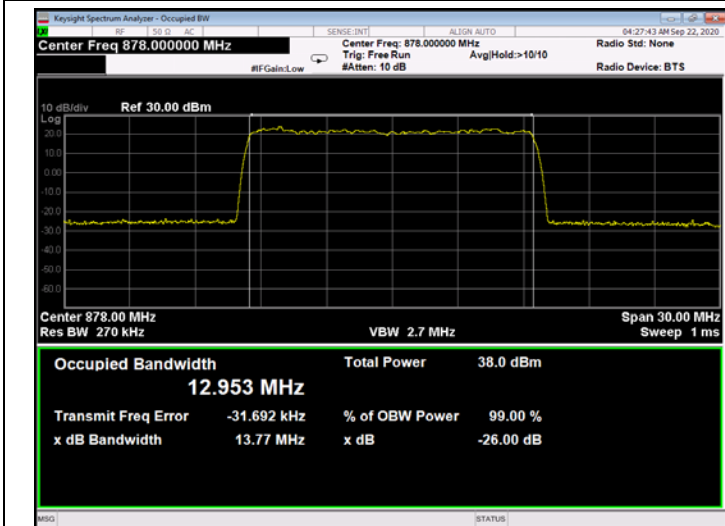 Keysight Spectrum Analyzer - Occupied BW
RF 50 Ω AC SENSE:INT ALIGN AUTO 04:27:43 AM Sep 22, 2020
Center Freq 878.000000 MHz Center Freq: 878.000000 MHz Radio Std: None
Trig: Free Run Avg|Hold:>10/10
#IFGain:Low #Atten: 10 dB Radio Device: BTS
10 dB/div Ref 30.00 dBm
Log
20.0
10.0
0.00
-10.0
-20.0
-30.0
-40.0
-50.0
-60.0
Center 878.00 MHz Span 30.00 MHz
Res BW 270 kHz VBW 2.7 MHz Sweep 1 ms
Occupied Bandwidth Total Power 38.0 dBm
12.953 MHz
Transmit Freq Error -31.692 kHz % of OBW Power 99.00 %
x dB Bandwidth 13.77 MHz x dB -26.00 dB
MSG STATUS